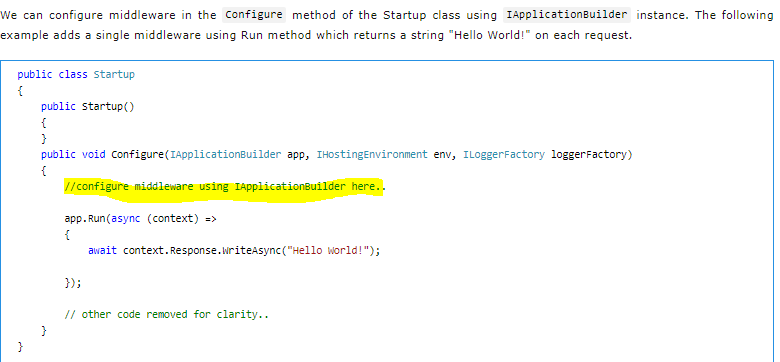 We can configure middleware in the Configure method of the Startup class using IApplicationBuilder instance. The following
example adds a single middleware using Run method which returns a string "Hello World!" on each request.
public class Startup
{
    public Startup()
    {
    }
    public void Configure(IApplicationBuilder app, IHostingEnvironment env, ILoggerFactory loggerFactory)
    {
        //configure middleware using IApplicationBuilder here..
        app.Run(async (context) =>
        {
            await context.Response.WriteAsync("Hello World!");
        });
        // other code removed for clarity..
    }
}